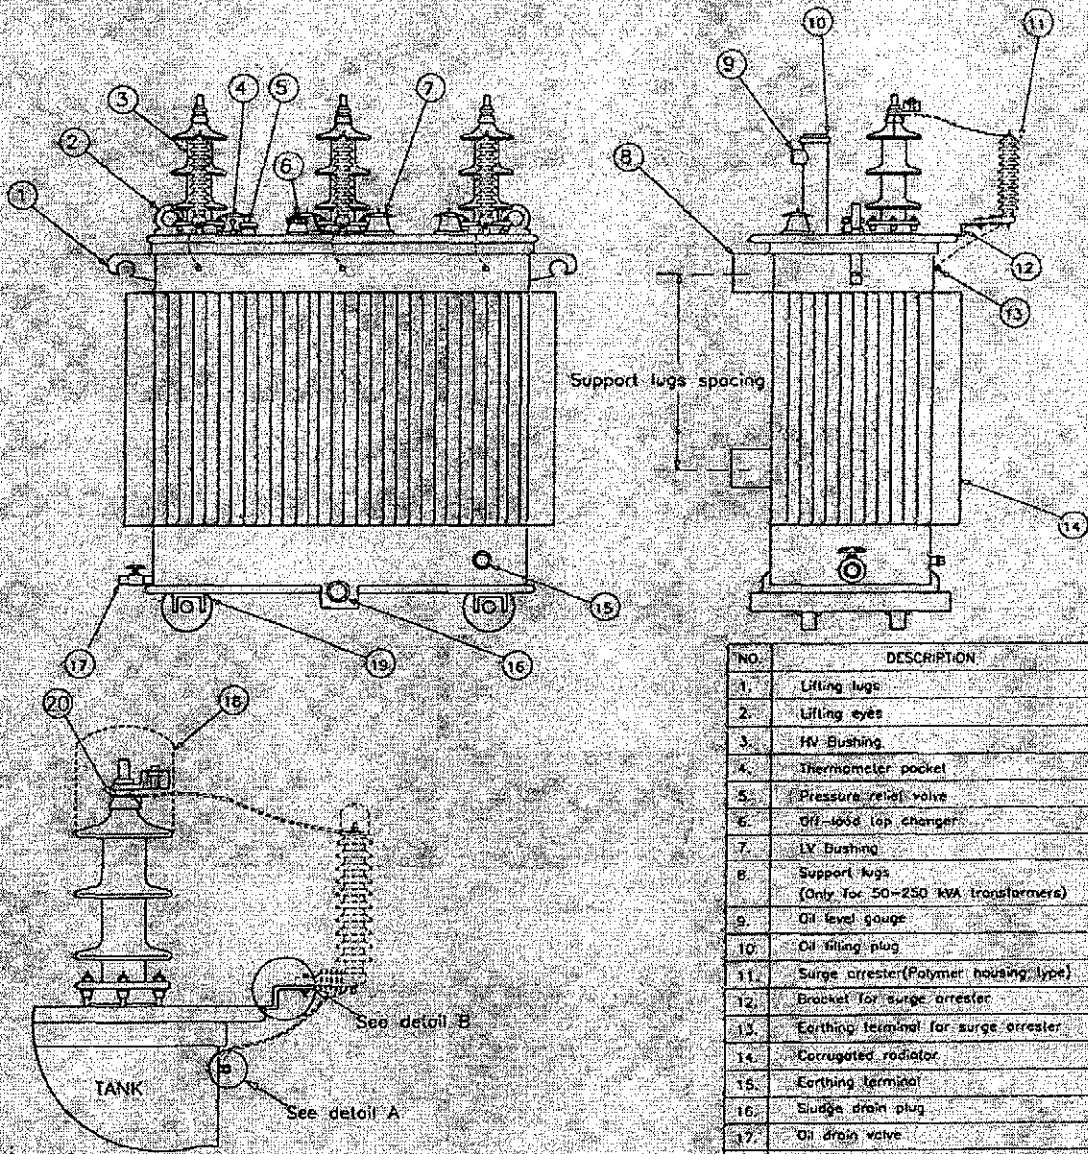 10
11
3
4
5
7
9
2
6
8
1
12
13
Support lugs spacing
14
15
17
19
16
20
18
See detail B
TANK
See detail A
NO. DESCRIPTION
1. Lifting lugs
2. Lifting eyes
3. HV Bushing
4. Thermometer pocket
5. Pressure relief valve
6. Off-load tap changer
7. LV Bushing
8. Support lugs
(Only for 50-250 kVA transformers)
9. Oil level gauge
10. Oil filling plug
11. Surge arrester(Polymer housing type)
12. Bracket for surge arrester
13. Earthing terminal for surge arrester
14. Corrugated radiator
15. Earthing terminal
16. Sludge drain plug
17. Oil drain valve